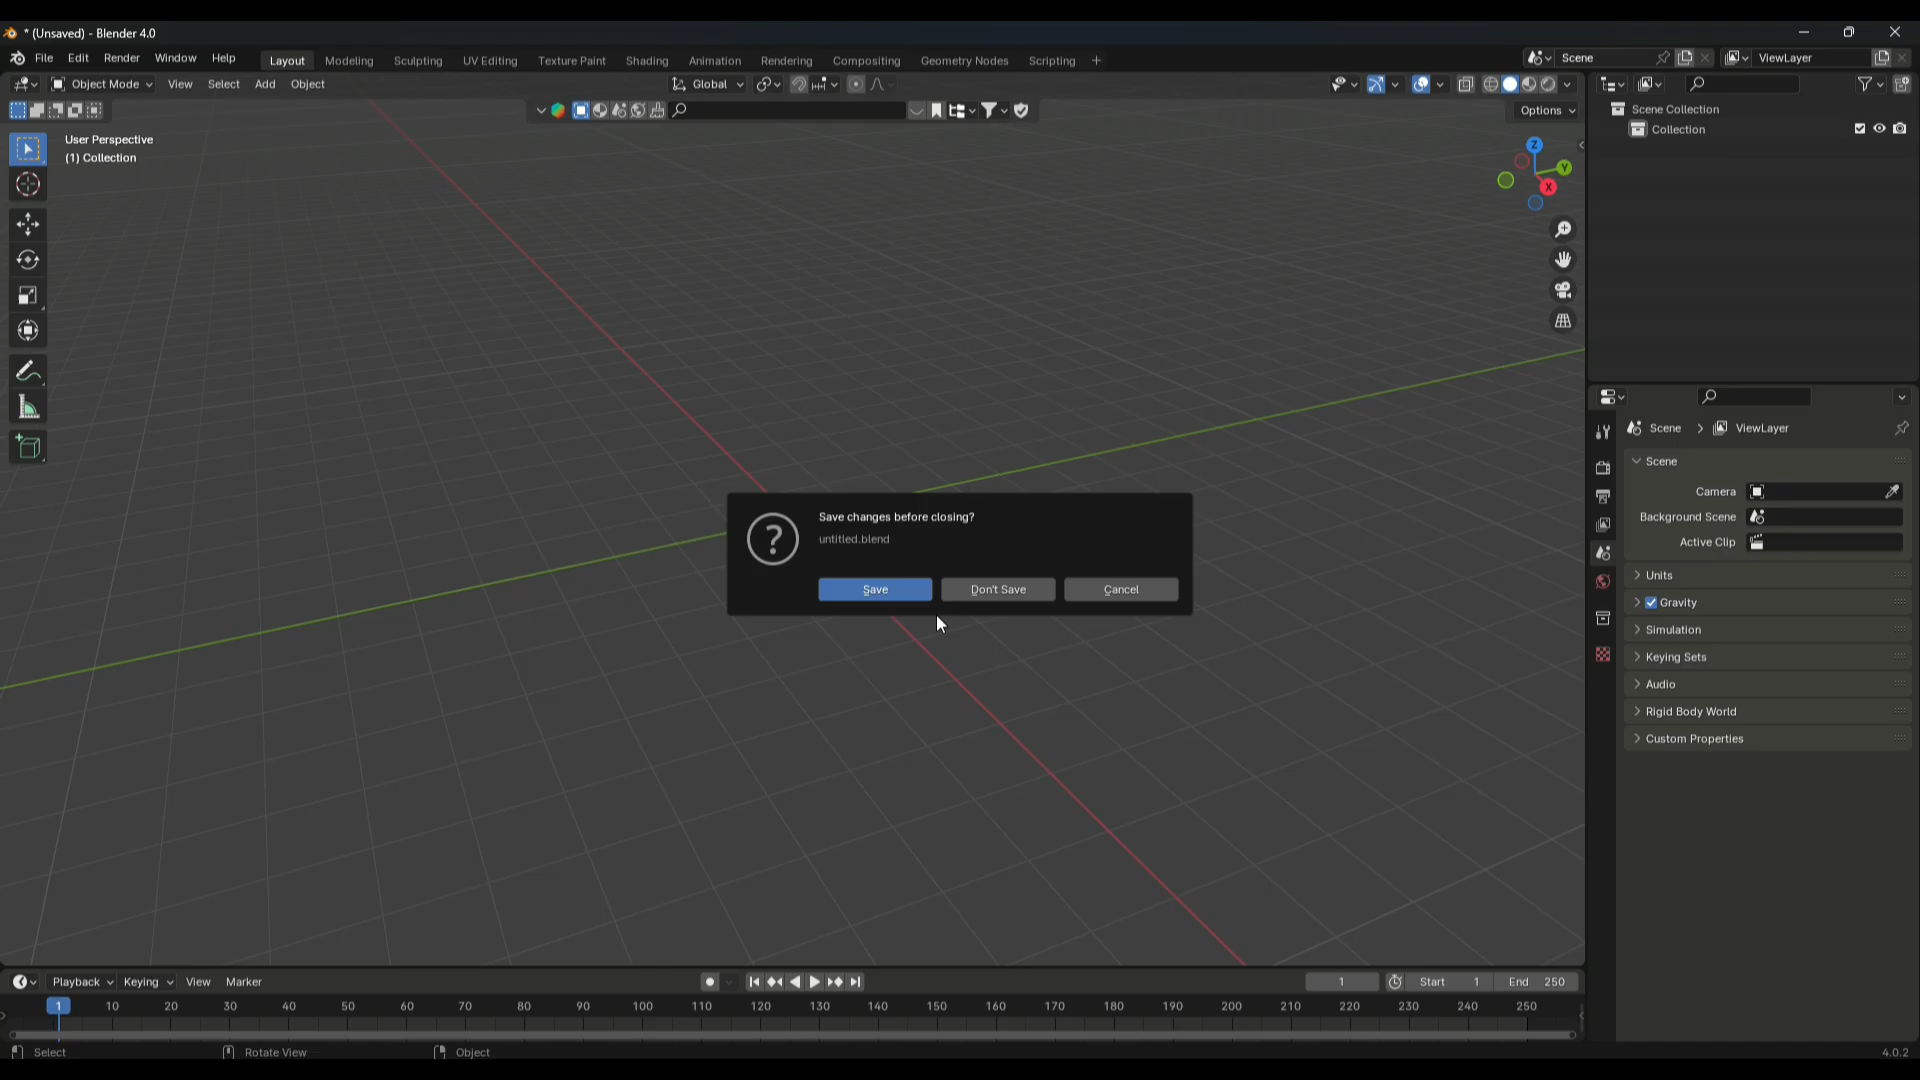 * (Unsaved) - Blender 4.0
File Edit Render Window Help Layout Modeling Sculpting UV Editing Texture Paint Shading Animation Rendering Compositing Geometry Nodes Scripting + Scene ViewLayer
Object Mode View Select Add Object Global
Options
User Perspective
(1) Collection
Z
Y
X
Scene Collection
Collection
Scene > ViewLayer
Scene
Camera
Background Scene
Active Clip
Units
Gravity
Simulation
Keying Sets
Audio
Rigid Body World
Custom Properties
Save changes before closing?
untitled.blend
Save Don't Save Cancel
Playback Keying View Marker 1 Start 1 End 250
1 10 20 30 40 50 60 70 80 90 100 110 120 130 140 150 160 170 180 190 200 210 220 230 240 250
Select Rotate View Object 4.0.2